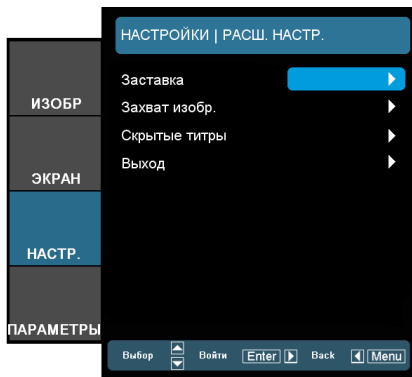 НАСТРОЙКИ | РАСШ. НАСТР.
Заставка
Захват изобр.
Скрытые титры
Выход
ИЗОБР
ЭКРАН
НАСТР.
ПАРАМЕТРЫ
Выбор Войти Enter Back Menu